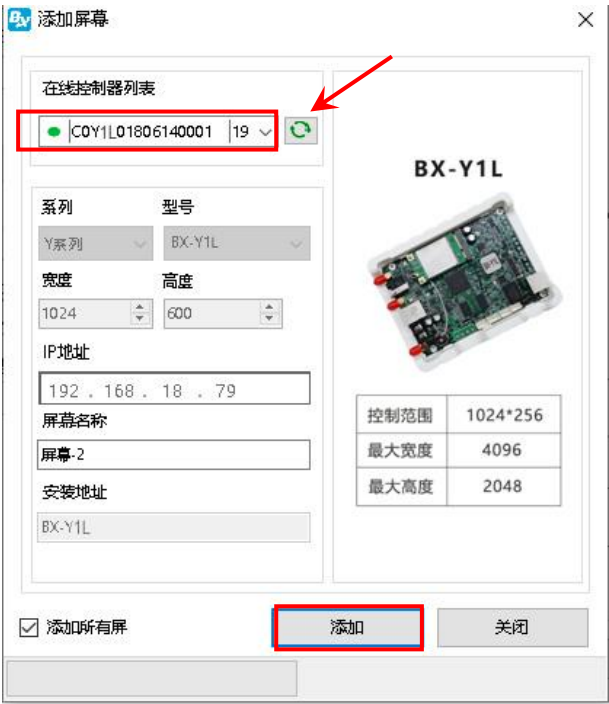 BX 添加屏幕
在线控制器列表
C0Y1L01806140001 19
系列 型号
Y系列 BX-Y1L
宽度 高度
1024 600
IP地址
192 . 168 . 18 . 79
屏幕名称
屏幕-2
安装地址
BX-Y1L
BX-Y1L
控制范围 1024*256
最大宽度 4096
最大高度 2048
添加所有屏 添加 关闭